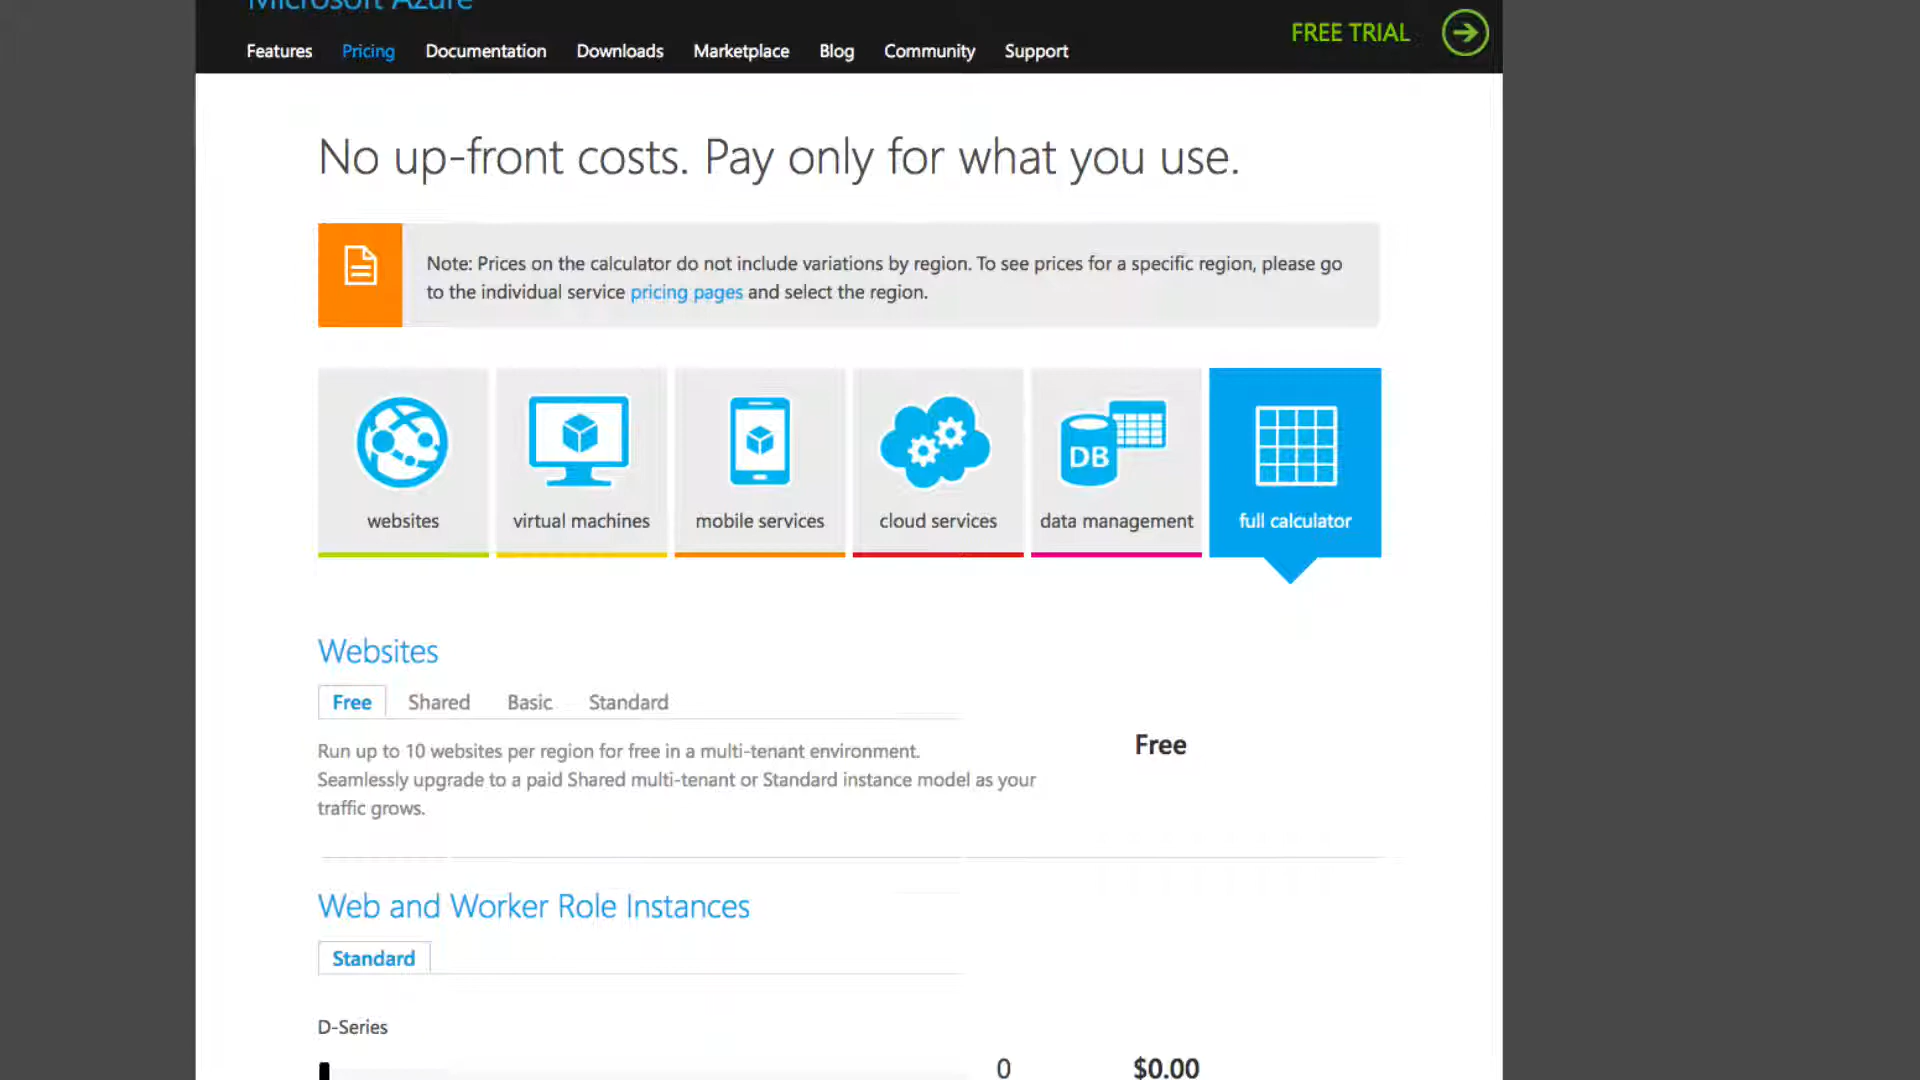 Microsoft Azure
Features Pricing Documentation Downloads Marketplace Blog Community Support
FREE TRIAL
No up-front costs. Pay only for what you use.
Note: Prices on the calculator do not include variations by region. To see prices for a specific region, please go
to the individual service pricing pages and select the region.
DB
websites virtual machines mobile services cloud services data management full calculator
Websites
Free Shared Basic Standard
Run up to 10 websites per region for free in a multi-tenant environment.
Seamlessly upgrade to a paid Shared multi-tenant or Standard instance model as your
traffic grows.
Free
Web and Worker Role Instances
Standard
D-Series
0 $0.00